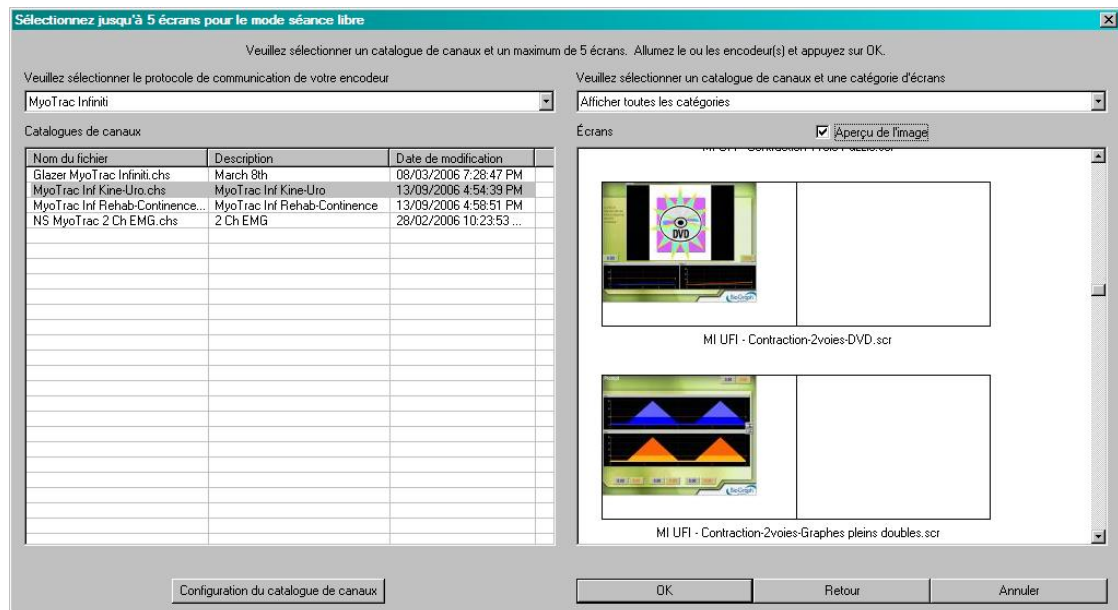 Sélectionnez jusqu'à 5 écrans pour le mode séance libre
Veuillez sélectionner un catalogue de canaux et un maximum de 5 écrans. Allumez le ou les encodeur(s) et appuyez sur OK.
Veuillez sélectionner le protocole de communication de votre encodeur
MyoTrac Infiniti
Catalogues de canaux
Nom du fichier Description Date de modification
Glazer MyoTrac Infiniti.chs March 8th 08/03/2006 7:28:47 PM
MyoTrac Inf Kine-Uro.chs MyoTrac Inf Kine-Uro 13/09/2006 4:54:39 PM
MyoTrac Inf Rehab-Continence... MyoTrac Inf Rehab-Continence 13/09/2006 4:58:51 PM
NS MyoTrac 2 Ch EMG.chs 2 Ch EMG 28/02/2006 10:23:53 ...
Veuillez sélectionner un catalogue de canaux et une catégorie d'écrans
Afficher toutes les catégories
Écrans
Aperçu de l'image
DVD
BioGraph
MI UFI - Contraction-2voies-DVD.scr
BioGraph
MI UFI - Contraction-2voies-Graphes pleins doubles.scr
Configuration du catalogue de canaux
OK
Retour
Annuler